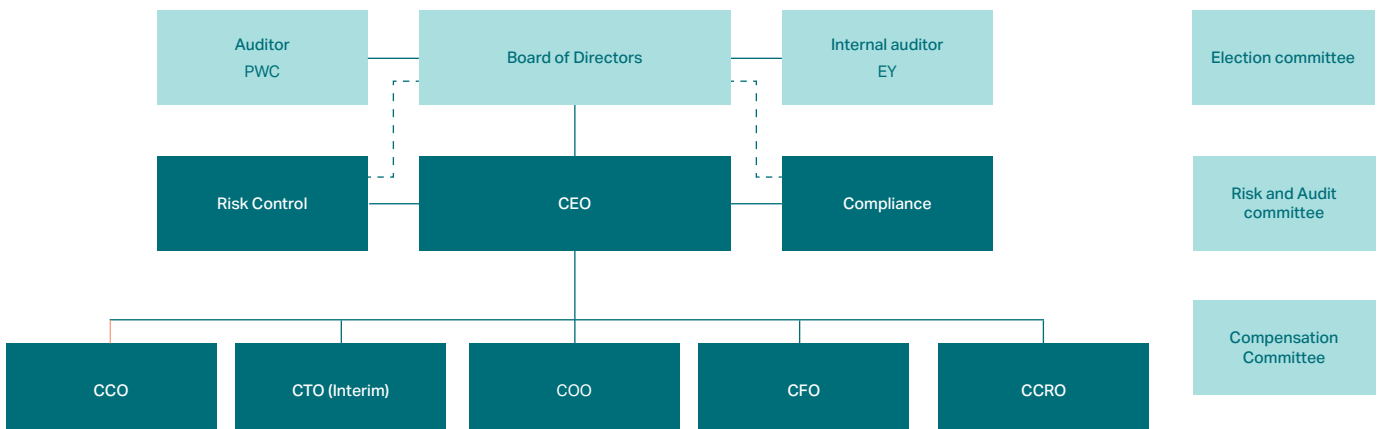 Auditor
PWC
Board of Directors
Internal auditor
EY
Election committee
Risk Control
CEO
Compliance
Risk and Audit
committee
Compensation
Committee
CCO
CTO (Interim)
COO
CFO
CCRO